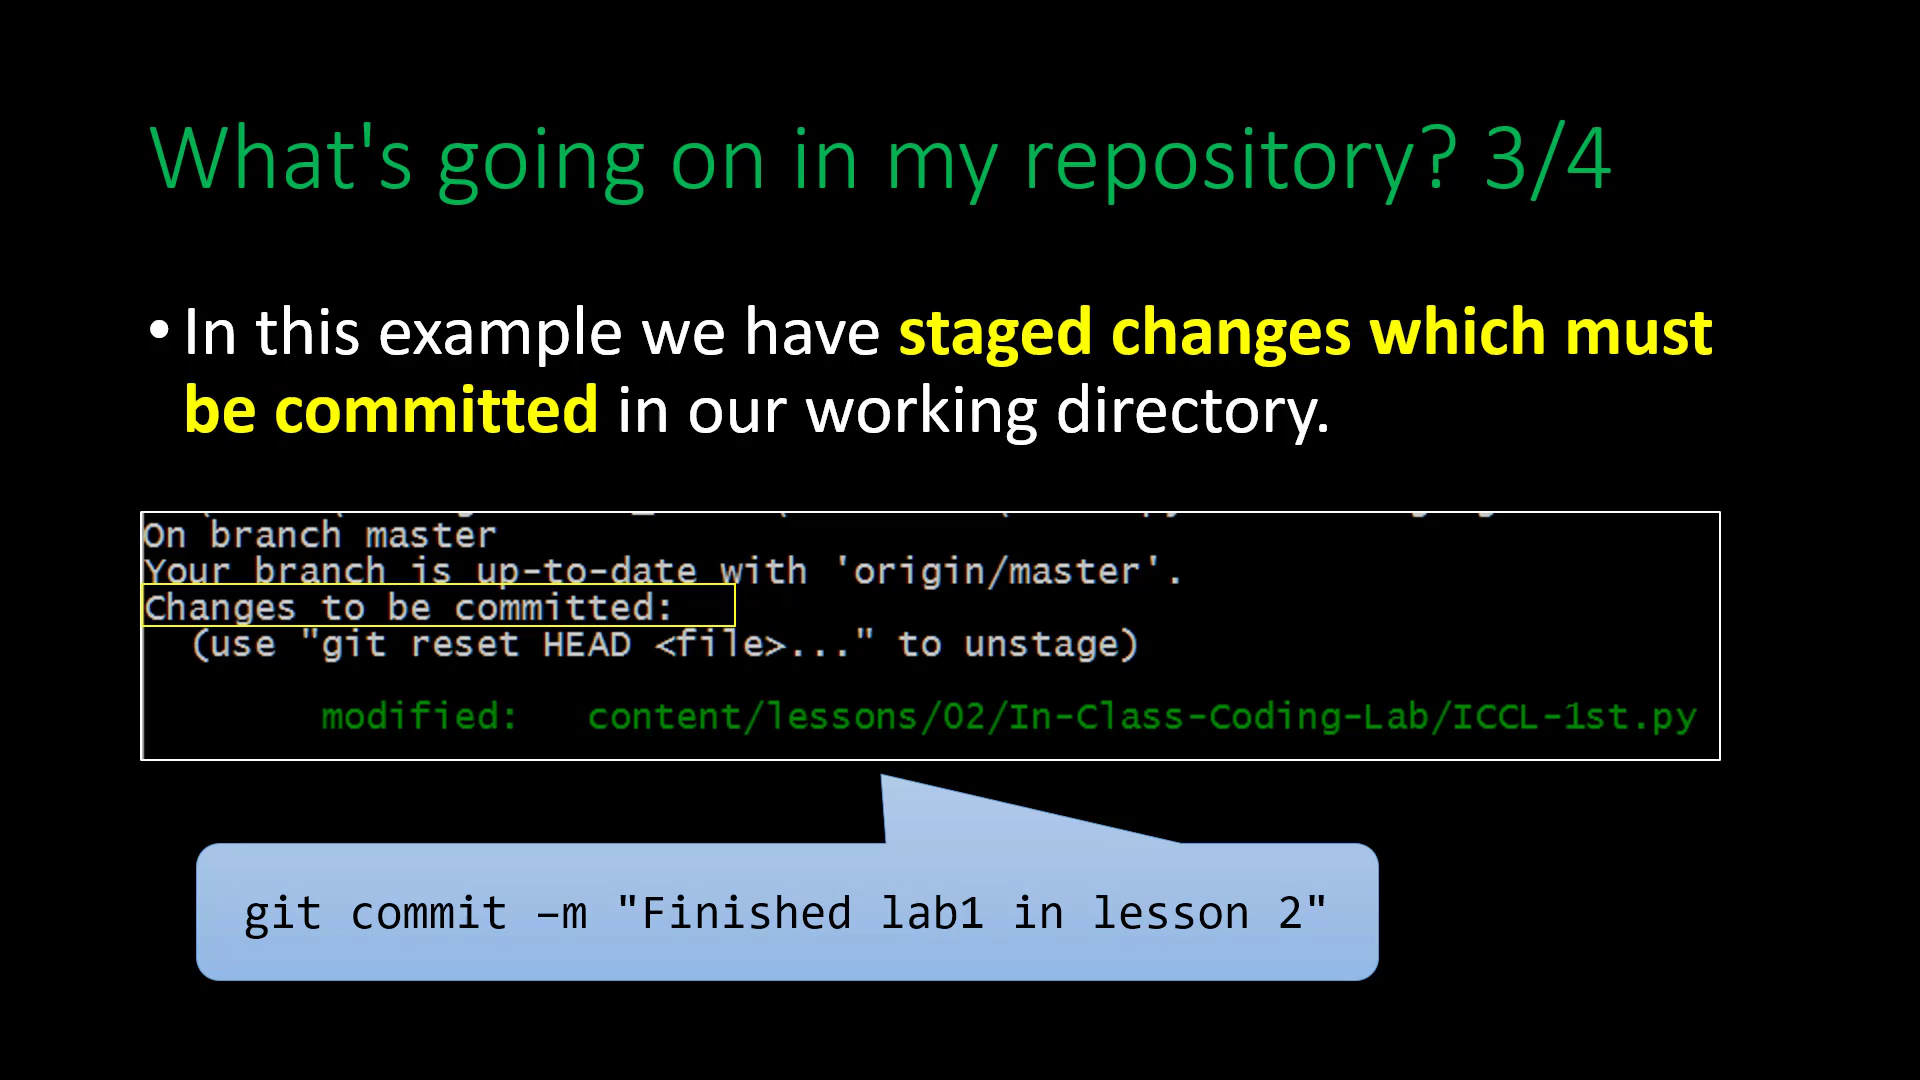 What's going on in my repository? 3/4
• In this example we have staged changes which must
be committed in our working directory.
On branch master
Your branch is up-to-date with 'origin/master'.
Changes to be committed:
(use "git reset HEAD <file>..." to unstage)
modified: content/lessons/02/In-Class-Coding-Lab/ICCL-1st.py
git commit –m "Finished lab1 in lesson 2"